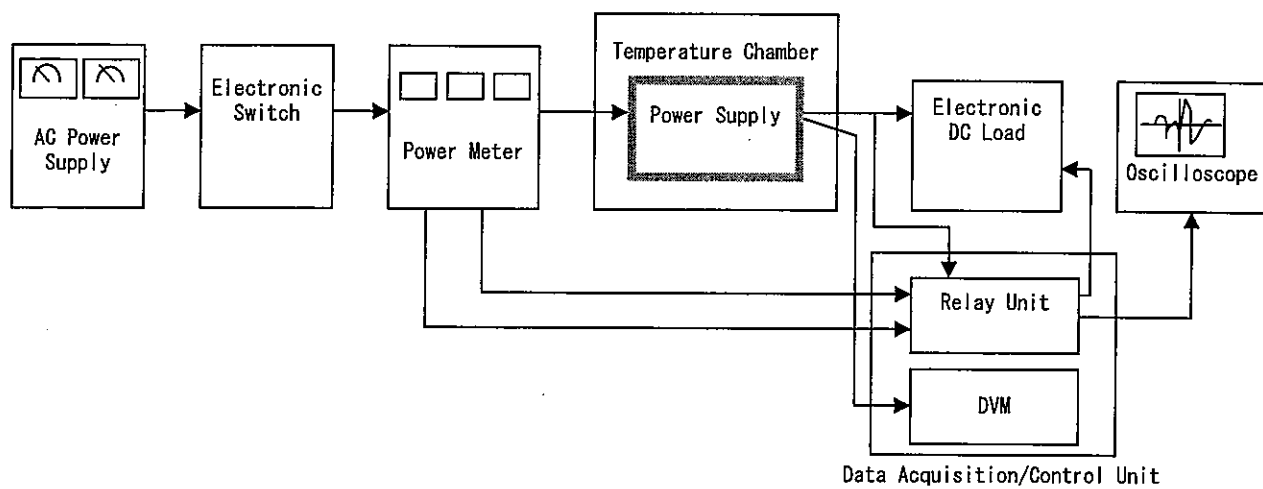 AC Power
Supply
Electronic
Switch
Power Meter
Temperature Chamber
Power Supply
Electronic
DC Load
Oscilloscope
Relay Unit
DVM
Data Acquisition/Control Unit